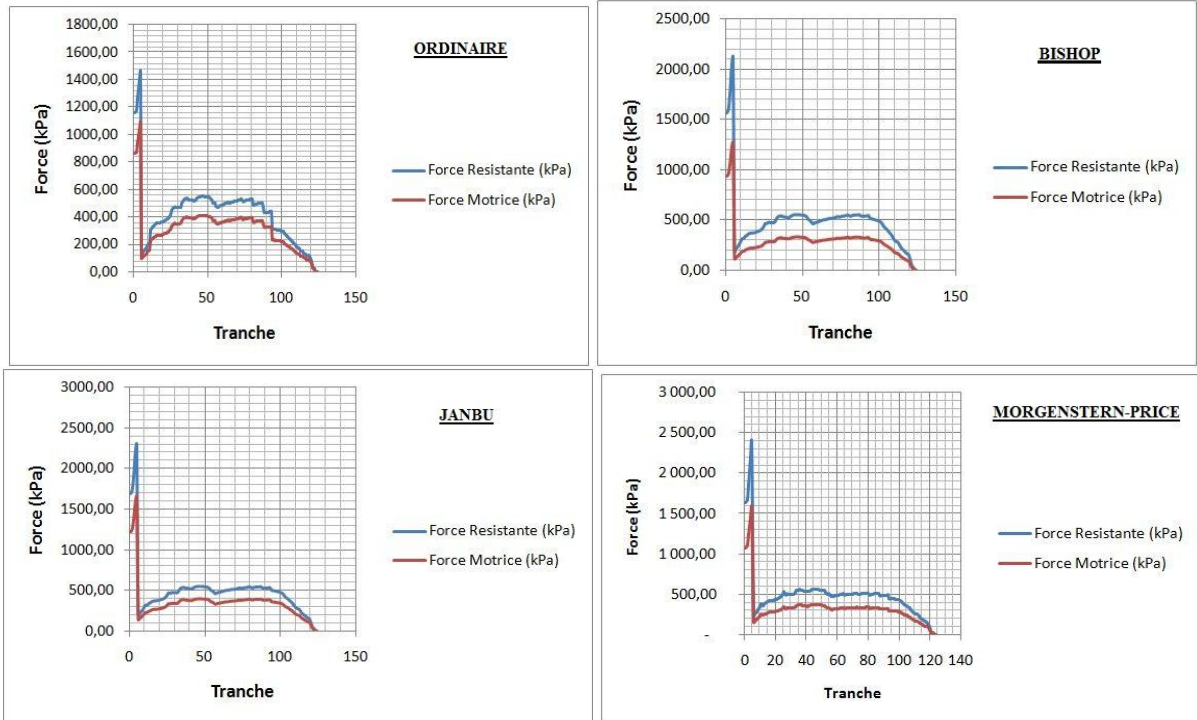 ORDINAIRE
Force (kPa)
1800,00
1600,00
1400,00
1200,00
1000,00
800,00
600,00
400,00
200,00
0,00
0 50 100 150
Tranche
Force Resistante (kPa)
Force Motrice (kPa)
BISHOP
Force (kPa)
2500,00
2000,00
1500,00
1000,00
500,00
0,00
0 50 100 150
Tranche
Force Resistante (kPa)
Force Motrice (kPa)
JANBU
Force (kPa)
3000,00
2500,00
2000,00
1500,00
1000,00
500,00
0,00
0 50 100 150
Tranche
Force Resistante (kPa)
Force Motrice (kPa)
MORGENSTERN-PRICE
Force (kPa)
3 000,00
2 500,00
2 000,00
1 500,00
1 000,00
500,00
-
0 20 40 60 80 100 120 140
Tranche
Force Resistante (kPa)
Force Motrice (kPa)